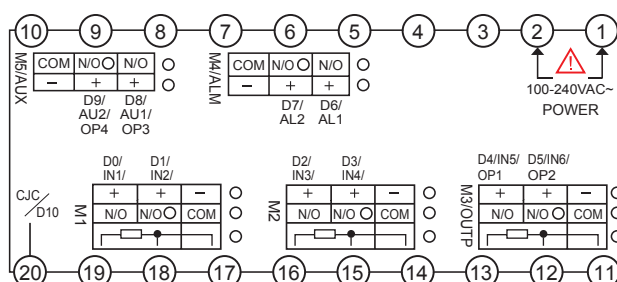 10 9 8 7 6 5 4 3 2 1
M5/AUX
COM N/O N/O
− + +
D9/ D8/
AU2/ AU1/
OP4 OP3
M4/ALM
COM N/O N/O
− + +
D7/ D6/
AL2 AL1
100-240VAC~
POWER
CJC
D10
M1
D0/ D1/
IN1/ IN2/
+ + −
N/O N/O COM
M2
D2/ D3/
IN3/ IN4/
+ + −
N/O N/O COM
M3/OUTP
D4/IN5/ D5/IN6/
OP1 OP2
+ + −
N/O N/O COM
20 19 18 17 16 15 14 13 12 11